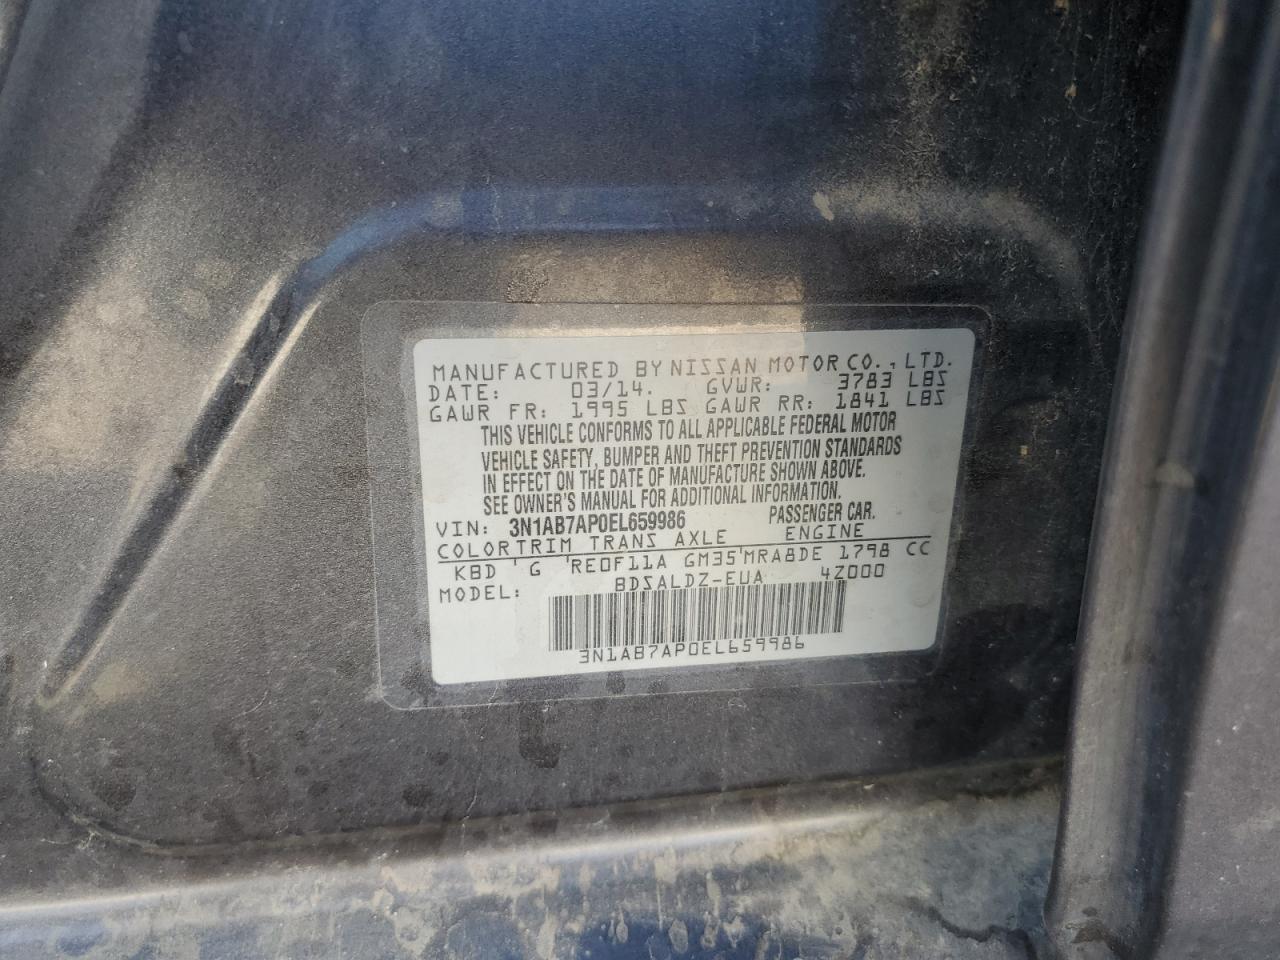 MANUFACTURED BY NISSAN MOTOR CO., LTD.
DATE: 03/14. GVWR: 3783 LBS
GAWR FR: 1995 LBS GAWR RR: 1841 LBS
THIS VEHICLE CONFORMS TO ALL APPLICABLE FEDERAL MOTOR
VEHICLE SAFETY, BUMPER AND THEFT PREVENTION STANDARDS
IN EFFECT ON THE DATE OF MANUFACTURE SHOWN ABOVE.
SEE OWNER'S MANUAL FOR ADDITIONAL INFORMATION.
VIN: 3N1AB7AP0EL659986 PASSENGER CAR.
COLOR TRIM TRANS AXLE ENGINE
KBD ' G 'RE0F11A GM35'MRA8DE 1798 CC
MODEL: BDSALDZ-EUA 4Z000
3N1AB7AP0EL659986